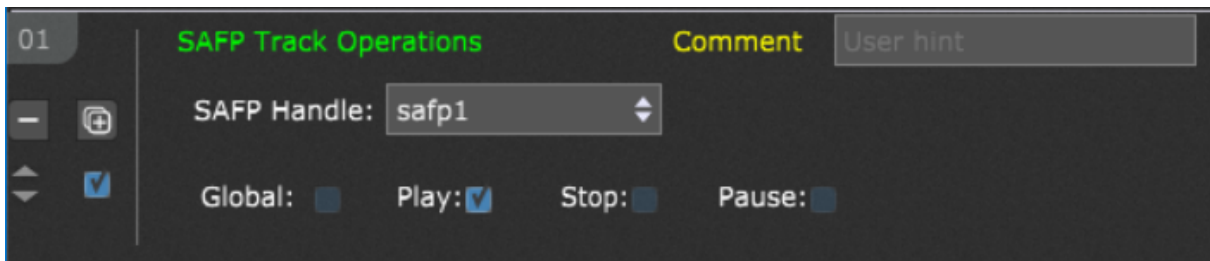 01 SAFP Track Operations Comment User hint
SAFP Handle: safp1
Global: Play: Stop: Pause: